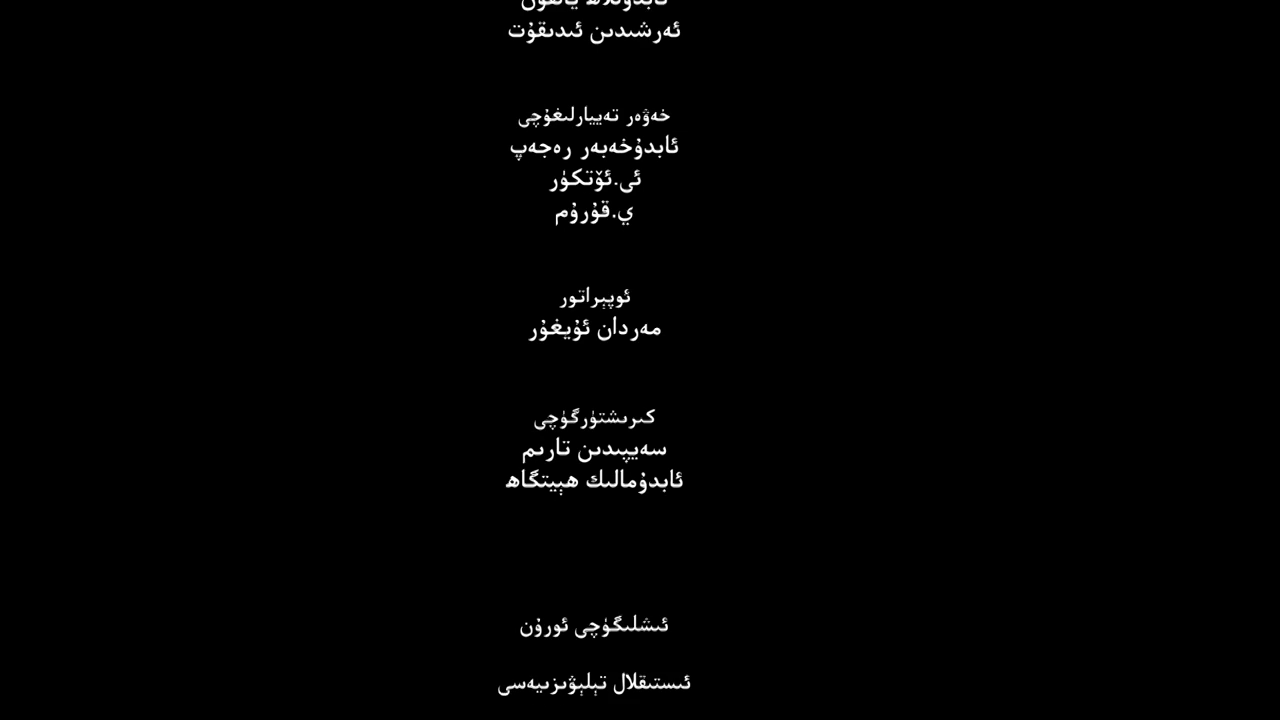 ئەرشىدىن ئىدىقۇت
خەۋەر تەييارلىغۇچى
ئابدۇخەبەر رەجەپ
ئى.ئۆتكۈر
ي.قۇرۇم
ئوپېراتور
مەردان ئۇيغۇر
كىرىشتۈرگۈچى
سەيپىدىن تارىم
ئابدۇمالىك ھېيتگاھ
ئىشلىگۈچى ئورۇن
ئىستىقلال تېلېۋىزىيەسى